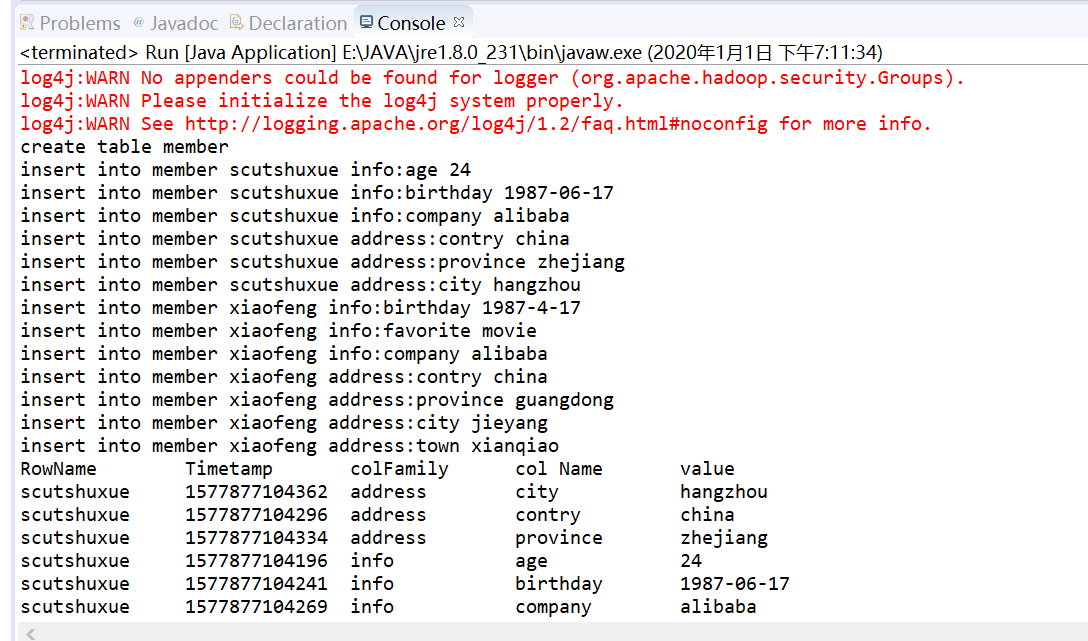 Problems @ Javadoc Declaration Console
<terminated> Run [Java Application] E:\JAVA\jre1.8.0_231\bin\javaw.exe (2020年1月1日 下午7:11:34)
log4j:WARN No appenders could be found for logger (org.apache.hadoop.security.Groups).
log4j:WARN Please initialize the log4j system properly.
log4j:WARN See http://logging.apache.org/log4j/1.2/faq.html#noconfig for more info.
create table member
insert into member scutshuxue info:age 24
insert into member scutshuxue info:birthday 1987-06-17
insert into member scutshuxue info:company alibaba
insert into member scutshuxue address:contry china
insert into member scutshuxue address:province zhejiang
insert into member scutshuxue address:city hangzhou
insert into member xiaofeng info:birthday 1987-4-17
insert into member xiaofeng info:favorite movie
insert into member xiaofeng info:company alibaba
insert into member xiaofeng address:contry china
insert into member xiaofeng address:province guangdong
insert into member xiaofeng address:city jieyang
insert into member xiaofeng address:town xianqiao
RowName Timetamp colFamily col Name value
scutshuxue 1577877104362 address city hangzhou
scutshuxue 1577877104296 address contry china
scutshuxue 1577877104334 address province zhejiang
scutshuxue 1577877104196 info age 24
scutshuxue 1577877104241 info birthday 1987-06-17
scutshuxue 1577877104269 info company alibaba